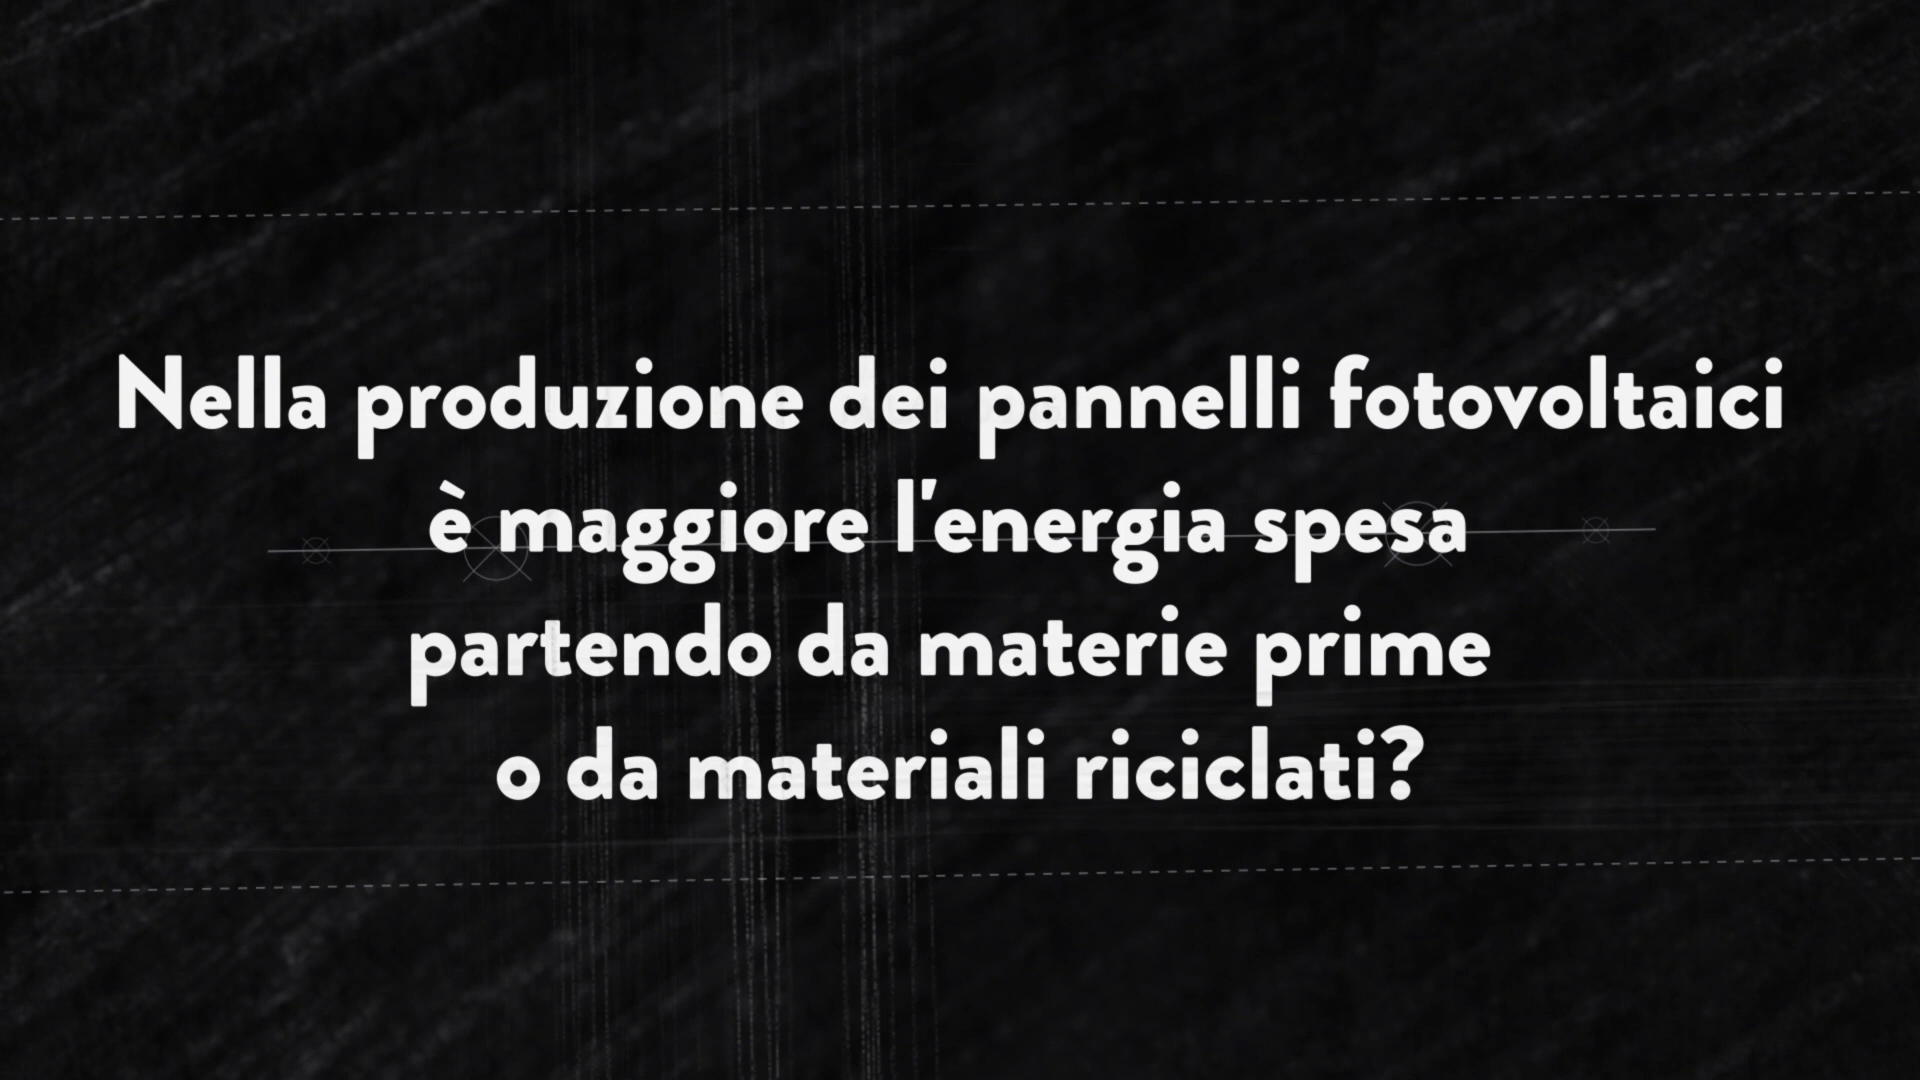 Nella produzione dei pannelli fotovoltaici
è maggiore l'energia spesa
partendo da materie prime
o da materiali riciclati?